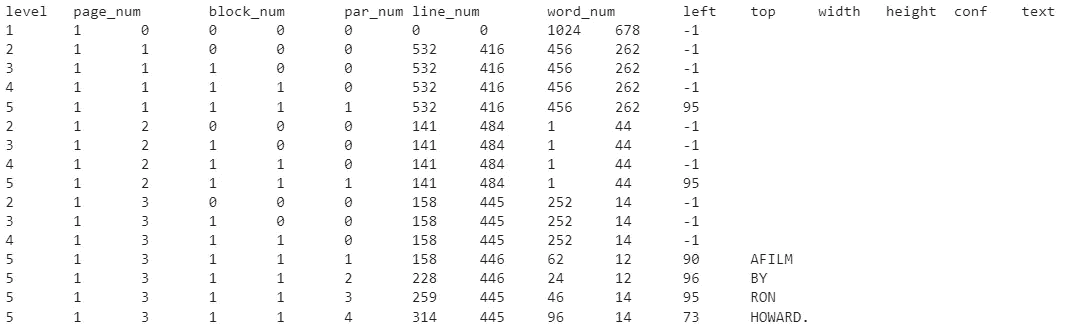 level page_num block_num par_num line_num word_num left top width height conf text
1 1 0 0 0 0 0 1024 678 -1
2 1 1 0 0 0 532 416 456 262 -1
3 1 1 1 0 0 532 416 456 262 -1
4 1 1 1 1 0 532 416 456 262 -1
5 1 1 1 1 1 532 416 456 262 95
2 1 2 0 0 0 141 484 1 44 -1
3 1 2 1 0 0 141 484 1 44 -1
4 1 2 1 1 0 141 484 1 44 -1
5 1 2 1 1 1 141 484 1 44 95
2 1 3 0 0 0 158 445 252 14 -1
3 1 3 1 0 0 158 445 252 14 -1
4 1 3 1 1 0 158 445 252 14 -1
5 1 3 1 1 1 158 446 62 12 90 AFILM
5 1 3 1 1 2 228 446 24 12 96 BY
5 1 3 1 1 3 259 445 46 14 95 RON
5 1 3 1 1 4 314 445 96 14 73 HOWARD.